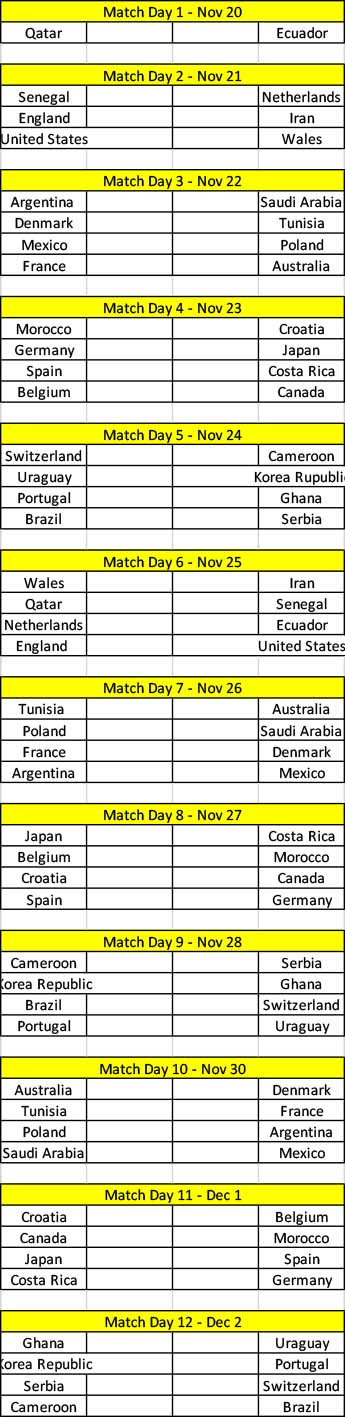 Match Day 1 - Nov 20
Qatar Ecuador
Match Day 2 - Nov 21
Senegal Netherlands
England Iran
United States Wales
Match Day 3 - Nov 22
Argentina Saudi Arabia
Denmark Tunisia
Mexico Poland
France Australia
Match Day 4 - Nov 23
Morocco Croatia
Germany Japan
Spain Costa Rica
Belgium Canada
Match Day 5 - Nov 24
Switzerland Cameroon
Uraguay Korea Rupubli
Portugal Ghana
Brazil Serbia
Match Day 6 - Nov 25
Wales Iran
Qatar Senegal
Netherlands Ecuador
England United States
Match Day 7 - Nov 26
Tunisia Australia
Poland Saudi Arabia
France Denmark
Argentina Mexico
Match Day 8 - Nov 27
Japan Costa Rica
Belgium Morocco
Croatia Canada
Spain Germany
Match Day 9 - Nov 28
Cameroon Serbia
Korea Republic Ghana
Brazil Switzerland
Portugal Uraguay
Match Day 10 - Nov 30
Australia Denmark
Tunisia France
Poland Argentina
Saudi Arabia Mexico
Match Day 11 - Dec 1
Croatia Belgium
Canada Morocco
Japan Spain
Costa Rica Germany
Match Day 12 - Dec 2
Ghana Uraguay
Korea Republic Portugal
Serbia Switzerland
Cameroon Brazil